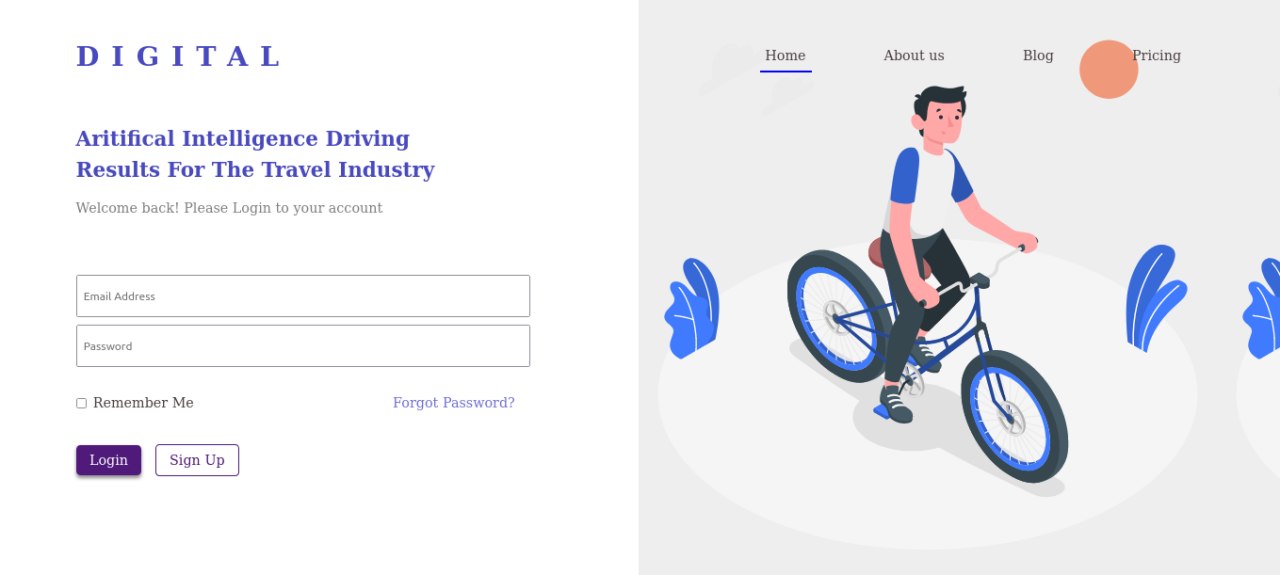 D I G I T A L
Home
About us
Blog
Pricing
Aritifical Intelligence Driving
Results For The Travel Industry
Welcome back! Please Login to your account
Email Address
Password
Remember Me
Forgot Password?
Login
Sign Up